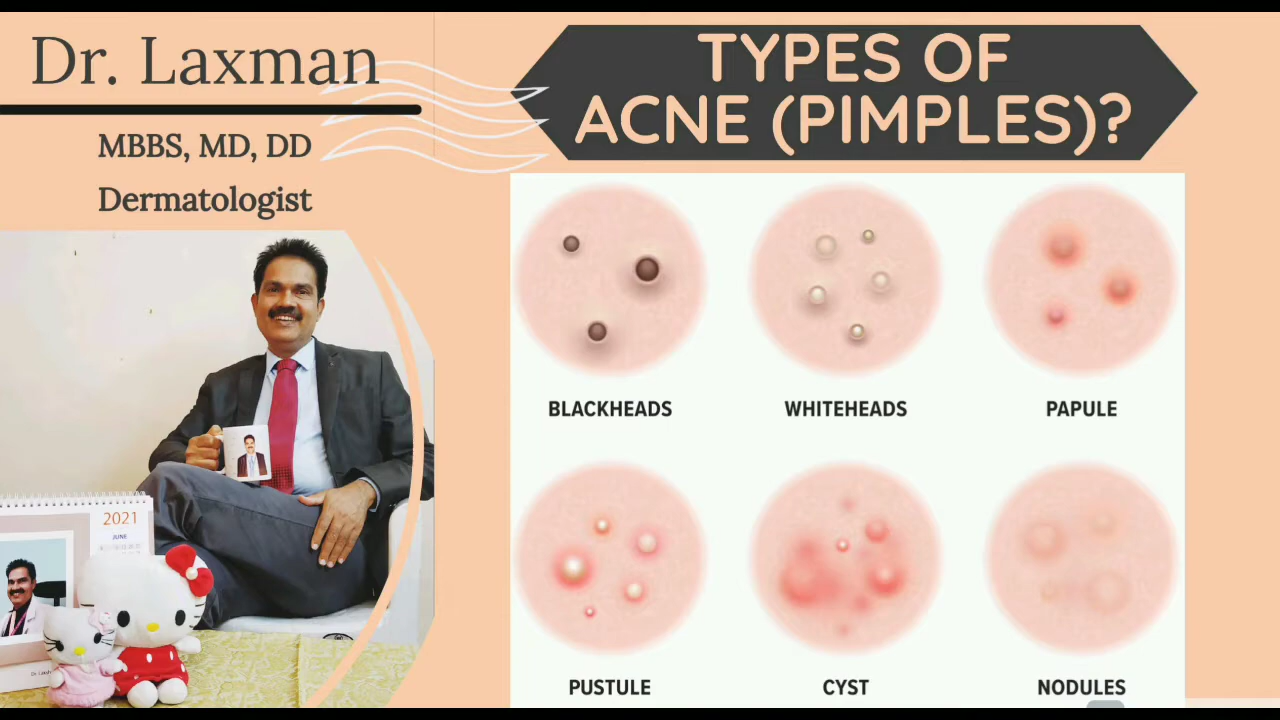 Dr. Laxman
MBBS, MD, DD
Dermatologist
TYPES OF
ACNE (PIMPLES)?
BLACKHEADS
WHITEHEADS
PAPULE
PUSTULE
CYST
NODULES
2021
JUNE